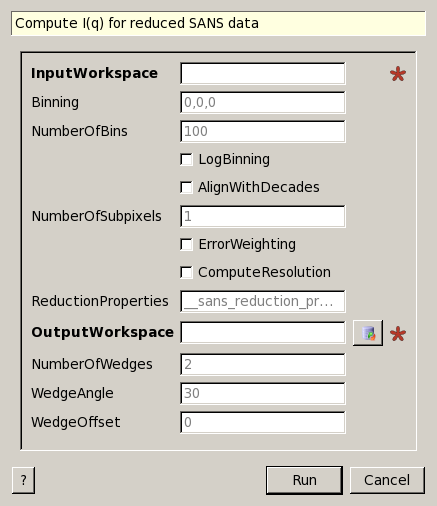 Compute I(q) for reduced SANS data
InputWorkspace
Binning 0,0,0
NumberOfBins 100
LogBinning
AlignWithDecades
NumberOfSubpixels 1
ErrorWeighting
ComputeResolution
ReductionProperties __sans_reduction_pr...
OutputWorkspace
NumberOfWedges 2
WedgeAngle 30
WedgeOffset 0
? Run Cancel